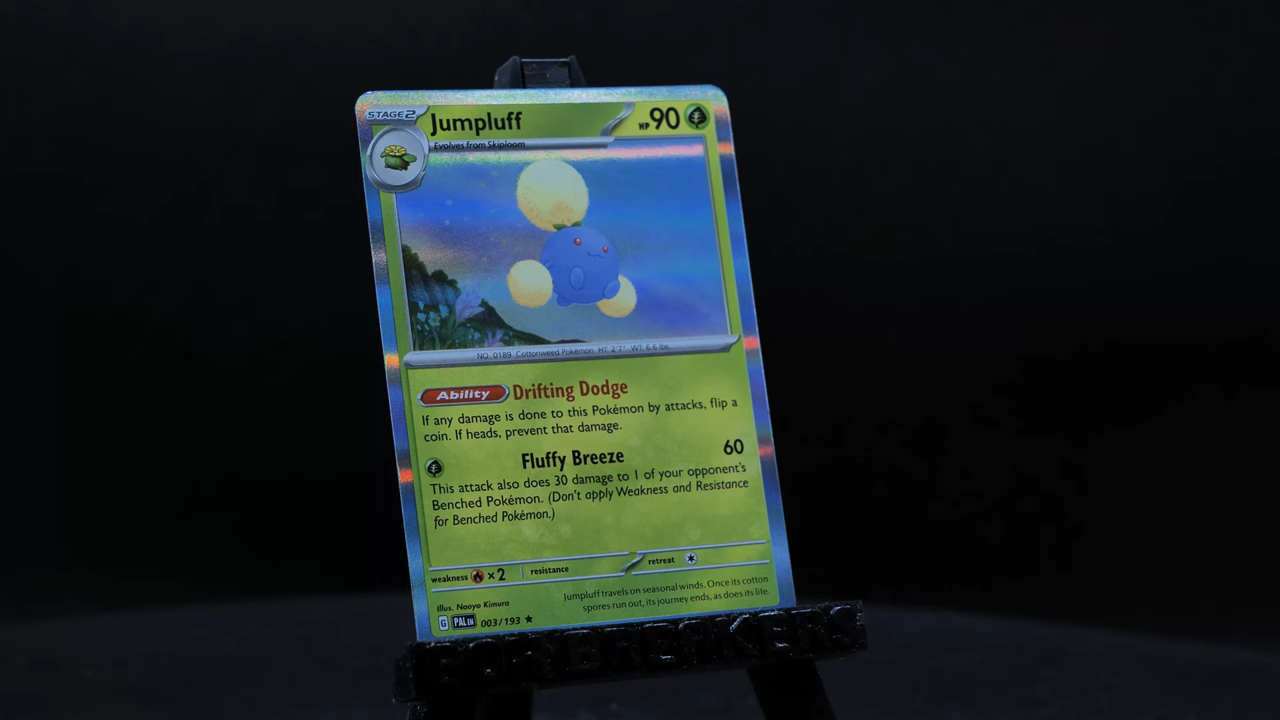 STAGE2
Jumpluff
HP 90
Evolves from Skiploom
NO. 0189 Cottonweed Pokémon HT: 2'7" WT: 6.6 lbs.
Ability Drifting Dodge
If any damage is done to this Pokémon by attacks, flip a
coin. If heads, prevent that damage.
Fluffy Breeze 60
This attack also does 30 damage to 1 of your opponent's
Benched Pokémon. (Don't apply Weakness and Resistance
for Benched Pokémon.)
weakness ×2 resistance retreat
Jumpluff travels on seasonal winds. Once its cotton
spores run out, its journey ends, as does its life.
Illus. Naoyo Kimura
G PAL EN 003/193 ★